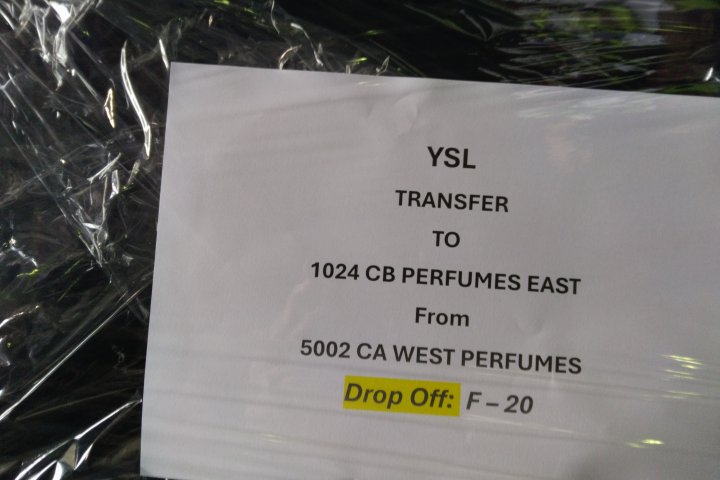 YSL
TRANSFER
TO
1024 CB PERFUMES EAST
From
5002 CA WEST PERFUMES
Drop Off: F – 20